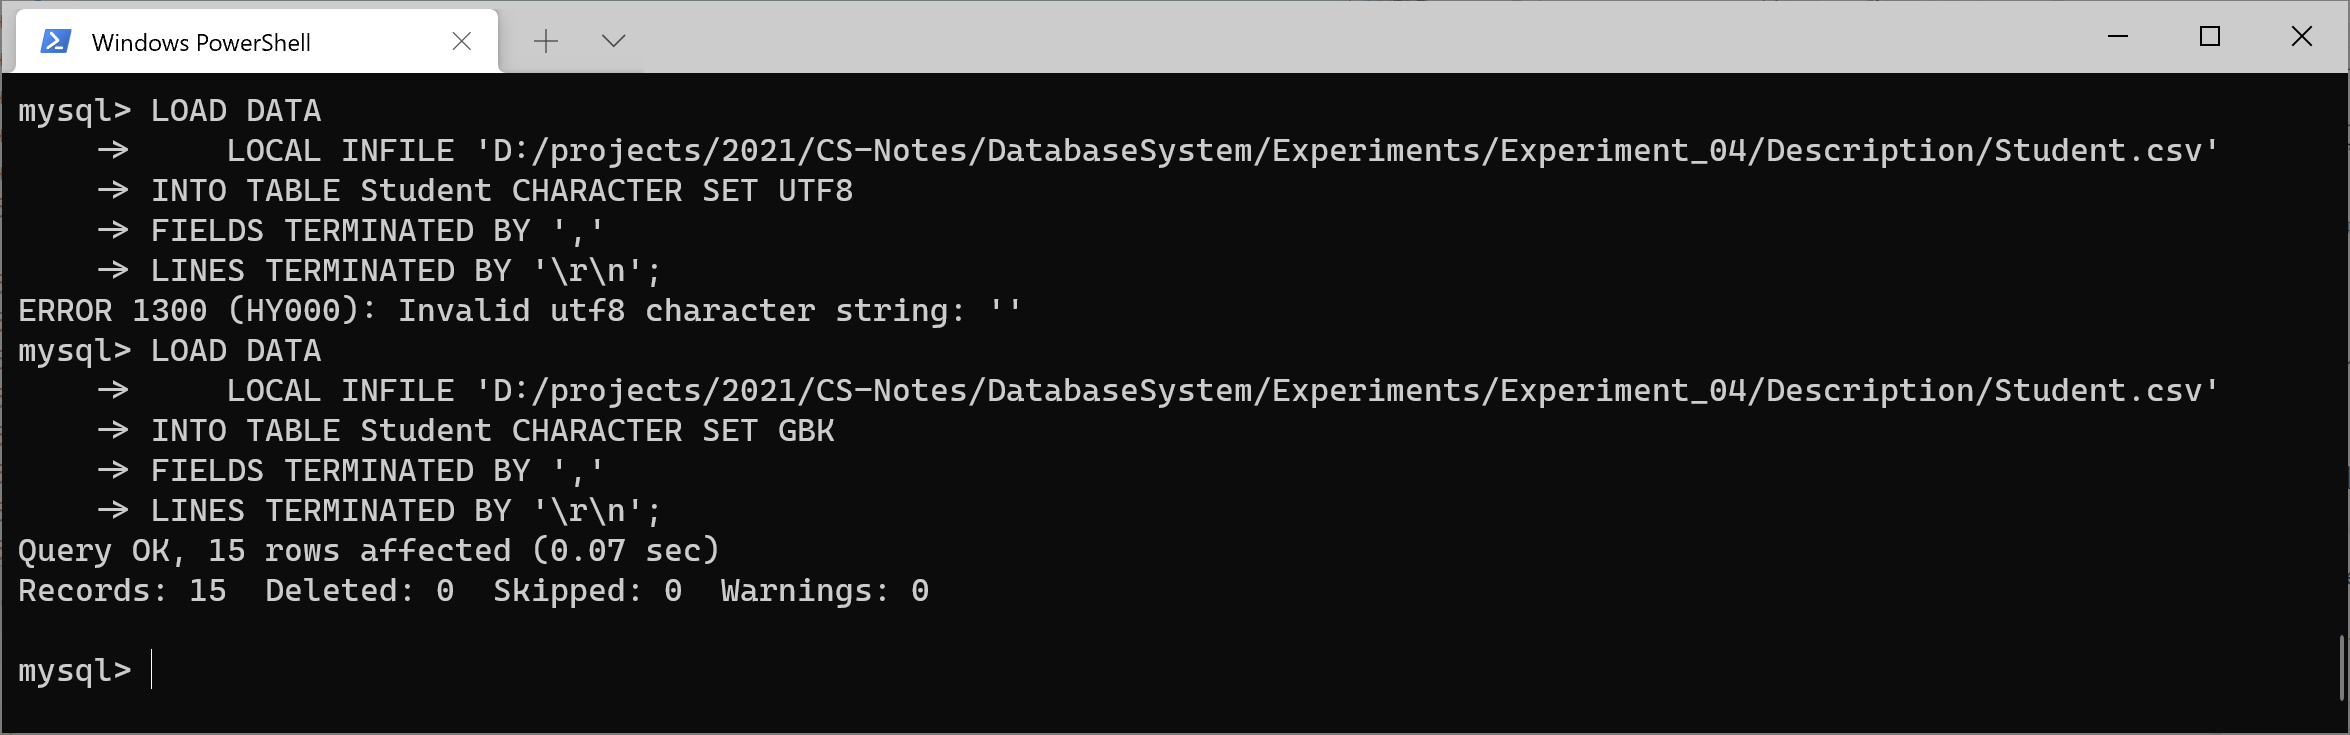 Windows PowerShell
mysql> LOAD DATA
    ->     LOCAL INFILE 'D:/projects/2021/CS-Notes/DatabaseSystem/Experiments/Experiment_04/Description/Student.csv'
    -> INTO TABLE Student CHARACTER SET UTF8
    -> FIELDS TERMINATED BY ','
    -> LINES TERMINATED BY '\r\n';
ERROR 1300 (HY000): Invalid utf8 character string: ''
mysql> LOAD DATA
    ->     LOCAL INFILE 'D:/projects/2021/CS-Notes/DatabaseSystem/Experiments/Experiment_04/Description/Student.csv'
    -> INTO TABLE Student CHARACTER SET GBK
    -> FIELDS TERMINATED BY ','
    -> LINES TERMINATED BY '\r\n';
Query OK, 15 rows affected (0.07 sec)
Records: 15  Deleted: 0  Skipped: 0  Warnings: 0
mysql>